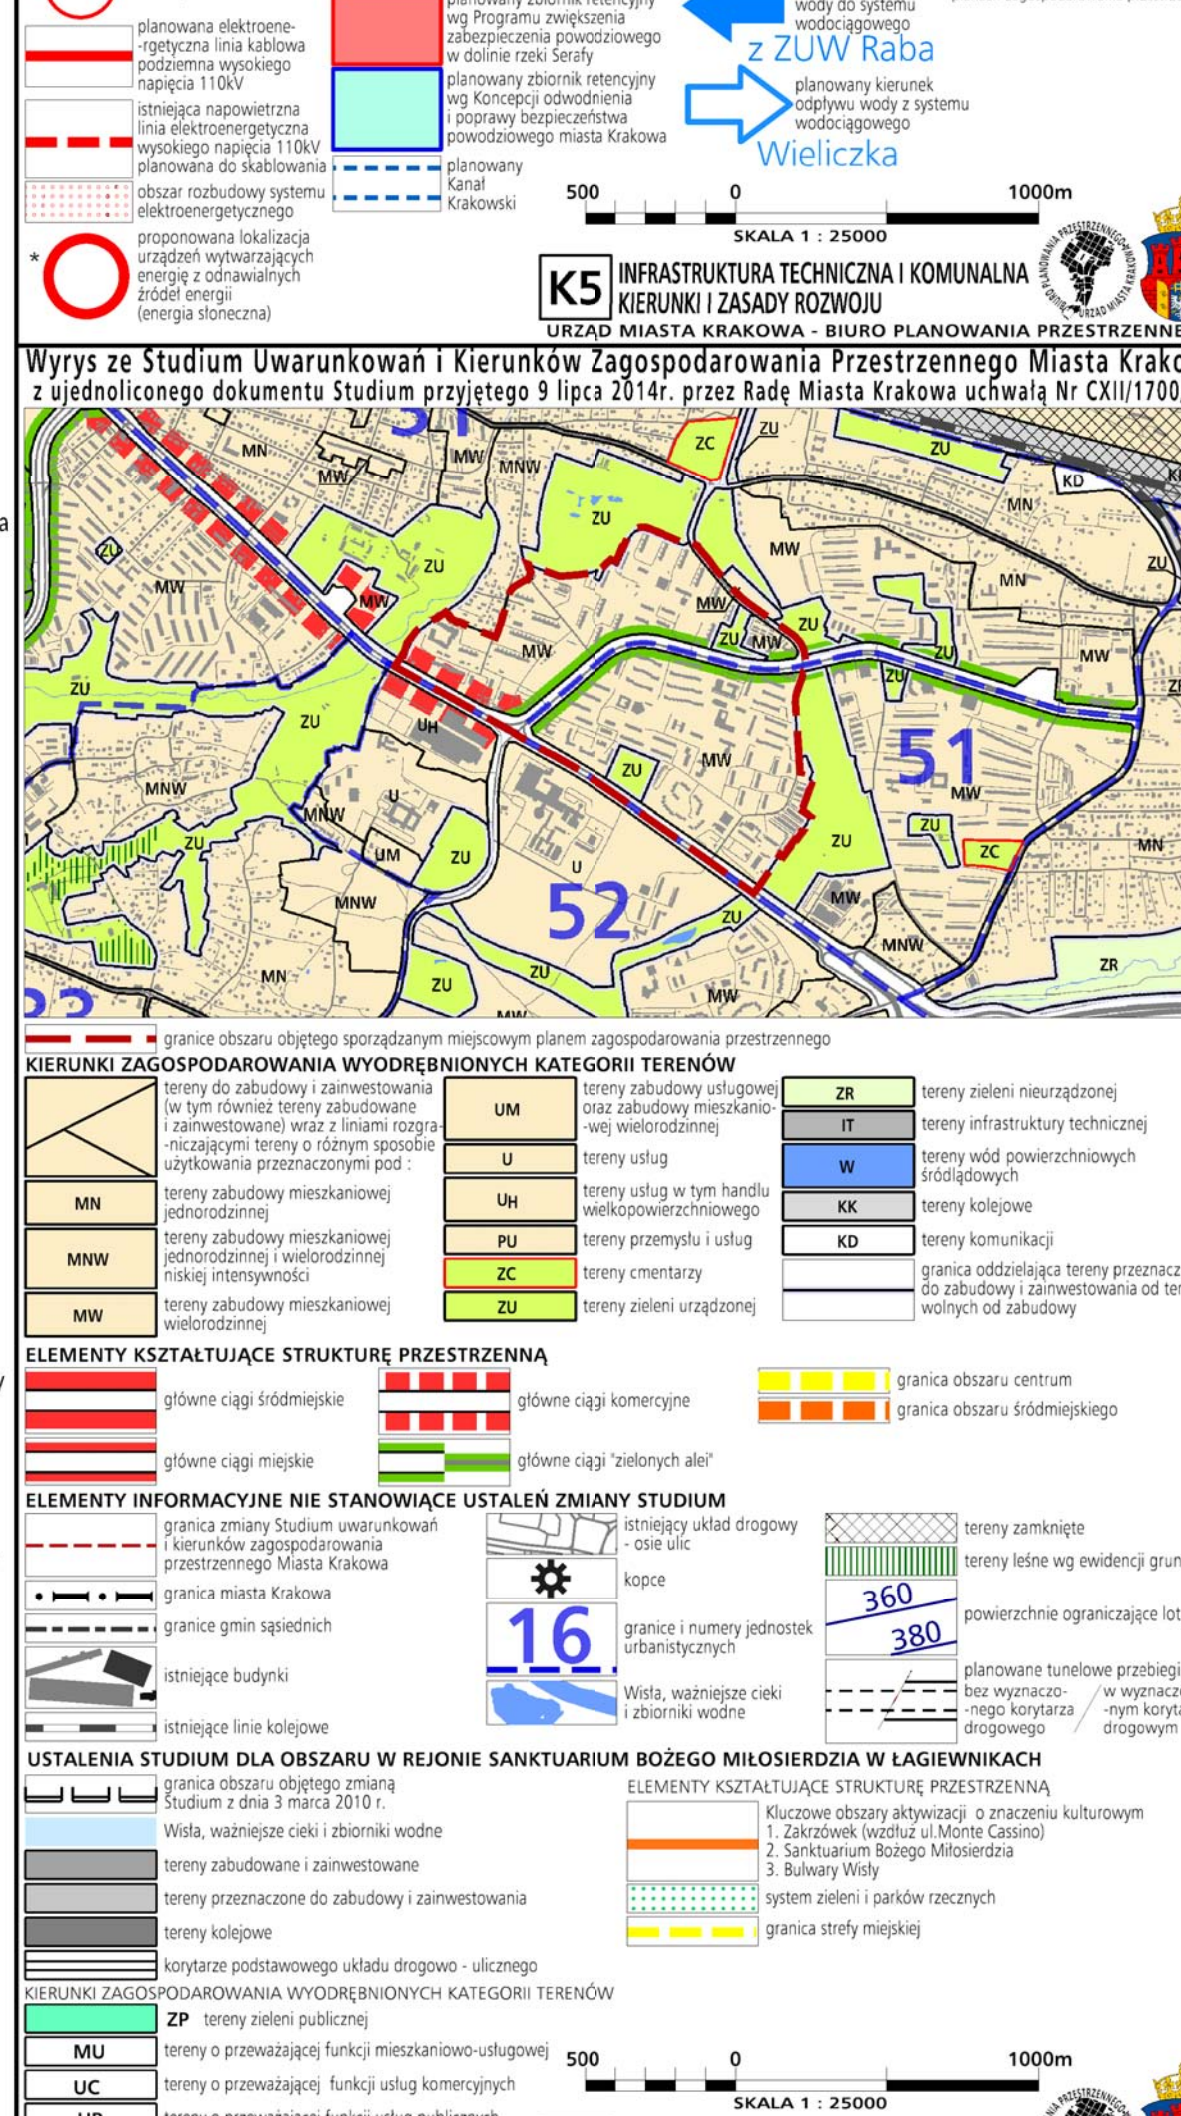 planowana elektroene-
-rgetyczna linia kablowa
podziemna wysokiego
napięcia 110kV
istniejąca napowietrzna
linia elektroenergetyczna
wysokiego napięcia 110kV
planowana do skablowania
obszar rozbudowy systemu
elektroenergetycznego
*
proponowana lokalizacja
urządzeń wytwarzających
energię z odnawialnych
źródeł energii
(energia słoneczna)
planowany zbiornik retencyjny
wg Programu zwiększenia
zabezpieczenia powodziowego
w dolinie rzeki Serafy
planowany zbiornik retencyjny
wg Koncepcji odwodnienia
i poprawy bezpieczeństwa
powodziowego miasta Krakowa
planowany
Kanał
Krakowski
wody do systemu
wodociągowego
z ZUW Raba
planowany kierunek
odpływu wody z systemu
wodociągowego
Wieliczka
500 0 1000m
SKALA 1 : 25000
K5
INFRASTRUKTURA TECHNICZNA I KOMUNALNA
KIERUNKI I ZASADY ROZWOJU
URZĄD MIASTA KRAKOWA - BIURO PLANOWANIA PRZESTRZENNE
Wyrys ze Studium Uwarunkowań i Kierunków Zagospodarowania Przestrzennego Miasta Krako
z ujednoliconego dokumentu Studium przyjętego 9 lipca 2014r. przez Radę Miasta Krakowa uchwałą Nr CXII/1700
MN
MW
MW
MNW
ZC
ZU
ZU
KD
ZU
MN
ZU
MW
ZU
MW
MW
MN
ZU
MW
ZU
MW
ZU
MW
ZU
MW
ZU
ZU
ZU
UH
MW
51
MW
ZU
MNW
MNW
U
ZU
UM
ZU
U
ZU
ZU
ZC
MN
MNW
52
ZU
MW
MNW
MN
ZU
ZU
ZR
MW
MW
granice obszaru objętego sporządzanym miejscowym planem zagospodarowania przestrzennego
KIERUNKI ZAGOSPODAROWANIA WYODRĘBNIONYCH KATEGORII TERENÓW
tereny do zabudowy i zainwestowania
(w tym również tereny zabudowane
i zainwestowane) wraz z liniami rozgra-
-niczającymi tereny o różnym sposobie
użytkowania przeznaczonymi pod :
MN
tereny zabudowy mieszkaniowej
jednorodzinnej
MNW
tereny zabudowy mieszkaniowej
jednorodzinnej i wielorodzinnej
niskiej intensywności
MW
tereny zabudowy mieszkaniowej
wielorodzinnej
UM
tereny zabudowy usługowej
oraz zabudowy mieszkanio-
-wej wielorodzinnej
U
tereny usług
UH
tereny usług w tym handlu
wielkopowierzchniowego
PU
tereny przemysłu i usług
ZC
tereny cmentarzy
ZU
tereny zieleni urządzonej
ZR
tereny zieleni nieurządzonej
IT
tereny infrastruktury technicznej
W
tereny wód powierzchniowych
śródlądowych
KK
tereny kolejowe
KD
tereny komunikacji
granica oddzielająca tereny przeznacz
do zabudowy i zainwestowania od ter
wolnych od zabudowy
ELEMENTY KSZTAŁTUJĄCE STRUKTURĘ PRZESTRZENNĄ
główne ciągi śródmiejskie
główne ciągi miejskie
główne ciągi komercyjne
główne ciągi "zielonych alei"
granica obszaru centrum
granica obszaru śródmiejskiego
ELEMENTY INFORMACYJNE NIE STANOWIĄCE USTALEŃ ZMIANY STUDIUM
granica zmiany Studium uwarunkowań
i kierunków zagospodarowania
przestrzennego Miasta Krakowa
granica miasta Krakowa
granice gmin sąsiednich
istniejące budynki
istniejące linie kolejowe
istniejący układ drogowy
- osie ulic
kopce
16
granice i numery jednostek
urbanistycznych
Wisła, ważniejsze cieki
i zbiorniki wodne
tereny zamknięte
tereny leśne wg ewidencji grun
360
380
powierzchnie ograniczające lot
planowane tunelowe przebiegi
bez wyznaczo-
-nego korytarza
drogowego
w wyznacz
-nym koryta
drogowym
USTALENIA STUDIUM DLA OBSZARU W REJONIE SANKTUARIUM BOŻEGO MIŁOSIERDZIA W ŁAGIEWNIKACH
granica obszaru objętego zmianą
Studium z dnia 3 marca 2010 r.
Wisła, ważniejsze cieki i zbiorniki wodne
tereny zabudowane i zainwestowane
tereny przeznaczone do zabudowy i zainwestowania
tereny kolejowe
korytarze podstawowego układu drogowo - ulicznego
ELEMENTY KSZTAŁTUJĄCE STRUKTURĘ PRZESTRZENNĄ
Kluczowe obszary aktywizacji o znaczeniu kulturowym
1. Zakrzówek (wzdłuż ul.Monte Cassino)
2. Sanktuarium Bożego Miłosierdzia
3. Bulwary Wisły
system zieleni i parków rzecznych
granica strefy miejskiej
KIERUNKI ZAGOSPODAROWANIA WYODRĘBNIONYCH KATEGORII TERENÓW
ZP tereny zieleni publicznej
MU
tereny o przeważającej funkcji mieszkaniowo-usługowej
UC
tereny o przeważającej funkcji usług komercyjnych
tereny o przeważającej funkcji usług publicznych
500 0 1000m
SKALA 1 : 25000